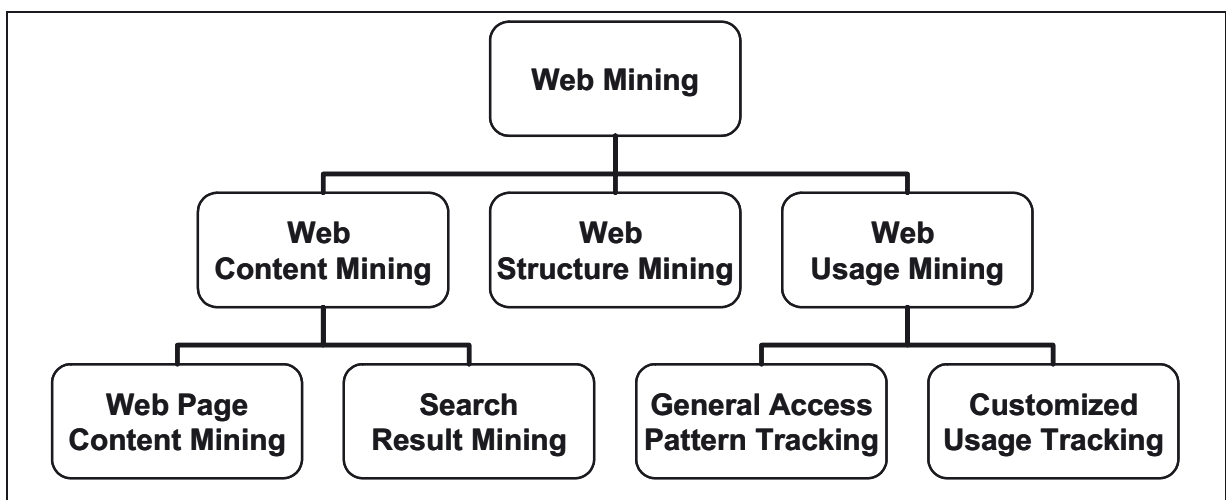 Web Mining
Web
Content Mining
Web
Structure Mining
Web
Usage Mining
Web Page
Content Mining
Search
Result Mining
General Access
Pattern Tracking
Customized
Usage Tracking